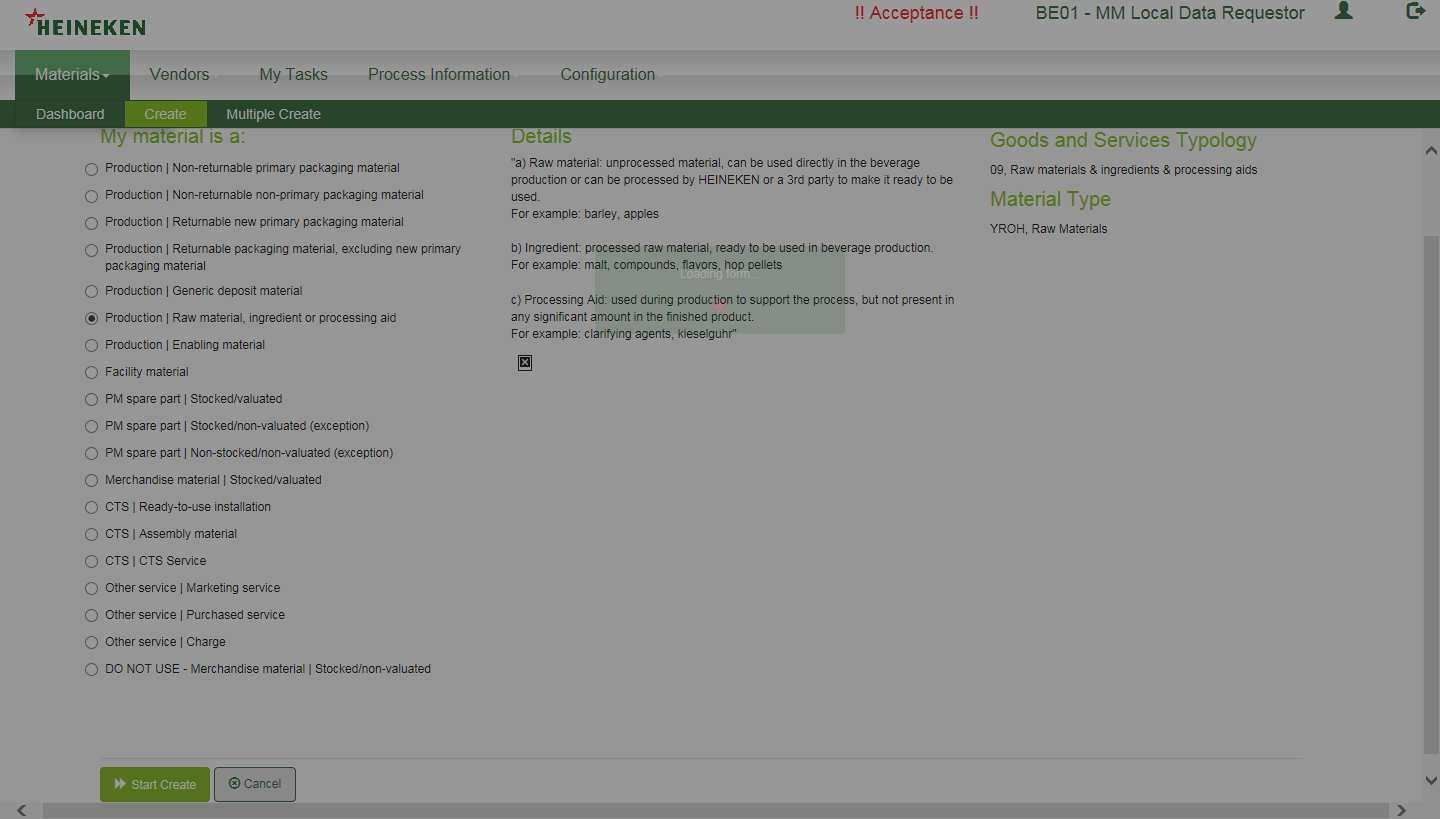 HEINEKEN
!! Acceptance !!
BE01 - MM Local Data Requestor
Materials
Vendors
My Tasks
Process Information
Configuration
Dashboard
Create
Multiple Create
My material is a:
Production | Non-returnable primary packaging material
Production | Non-returnable non-primary packaging material
Production | Returnable new primary packaging material
Production | Returnable packaging material, excluding new primary
packaging material
Production | Generic deposit material
Production | Raw material, ingredient or processing aid
Production | Enabling material
Facility material
PM spare part | Stocked/valuated
PM spare part | Stocked/non-valuated (exception)
PM spare part | Non-stocked/non-valuated (exception)
Merchandise material | Stocked/valuated
CTS | Ready-to-use installation
CTS | Assembly material
CTS | CTS Service
Other service | Marketing service
Other service | Purchased service
Other service | Charge
DO NOT USE - Merchandise material | Stocked/non-valuated
Details
"a) Raw material: unprocessed material, can be used directly in the beverage
production or can be processed by HEINEKEN or a 3rd party to make it ready to be
used.
For example: barley, apples
b) Ingredient: processed raw material, ready to be used in beverage production.
For example: malt, compounds, flavors, hop pellets
Loading form...
c) Processing Aid: used during production to support the process, but not present in
any significant amount in the finished product.
For example: clarifying agents, kieselguhr"
Goods and Services Typology
09, Raw materials & ingredients & processing aids
Material Type
YROH, Raw Materials
Start Create
Cancel